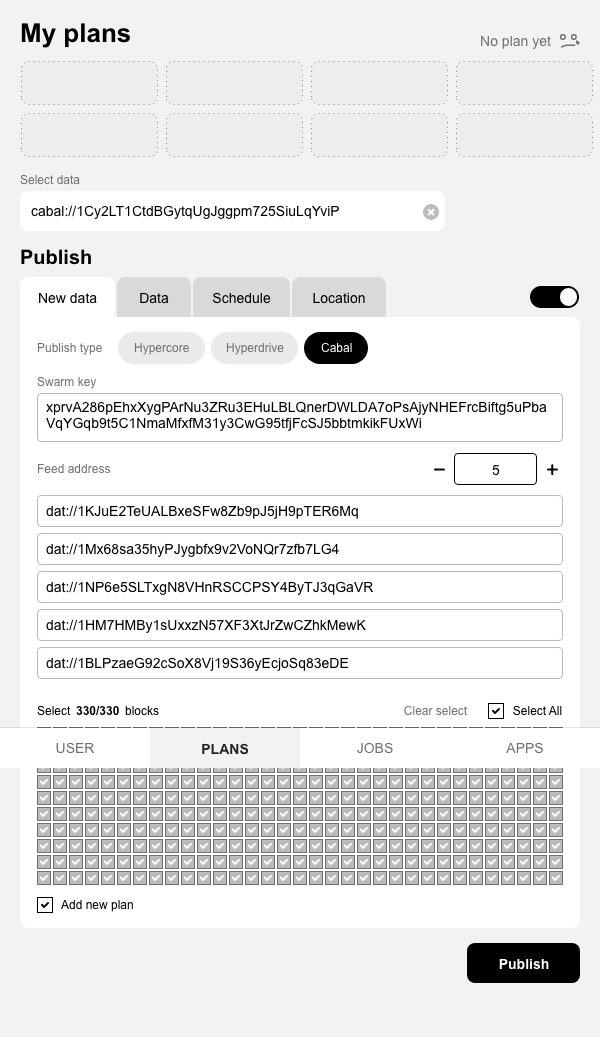 My plans
No plan yet
Select data
cabal://1Cy2LT1CtdBGytqUgJggpm725SiuLqYviP
Publish
New data Data Schedule Location
Publish type Hypercore Hyperdrive Cabal
Swarm key
xprvA286pEhxXygPArNu3ZRu3EHuLBLQnerDWLDA7oPsAjyNHEFrcBiftg5uPba
VqYGqb9t5C1NmaMfxfM31y3CwG95tfjFcSJ5bbtmkikFUxWi
Feed address 5
dat://1KJuE2TeUALBxeSFw8Zb9pJ5jH9pTER6Mq
dat://1Mx68sa35hyPJygbfx9v2VoNQr7zfb7LG4
dat://1NP6e5SLTxgN8VHnRSCCPSY4ByTJ3qGaVR
dat://1HM7HMBy1sUxxzN57XF3XtJrZwCZhkMewK
dat://1BLPzaeG92cSoX8Vj19S36yEcjoSq83eDE
Select 330/330 blocks Clear select Select All
USER PLANS JOBS APPS
Add new plan
Publish